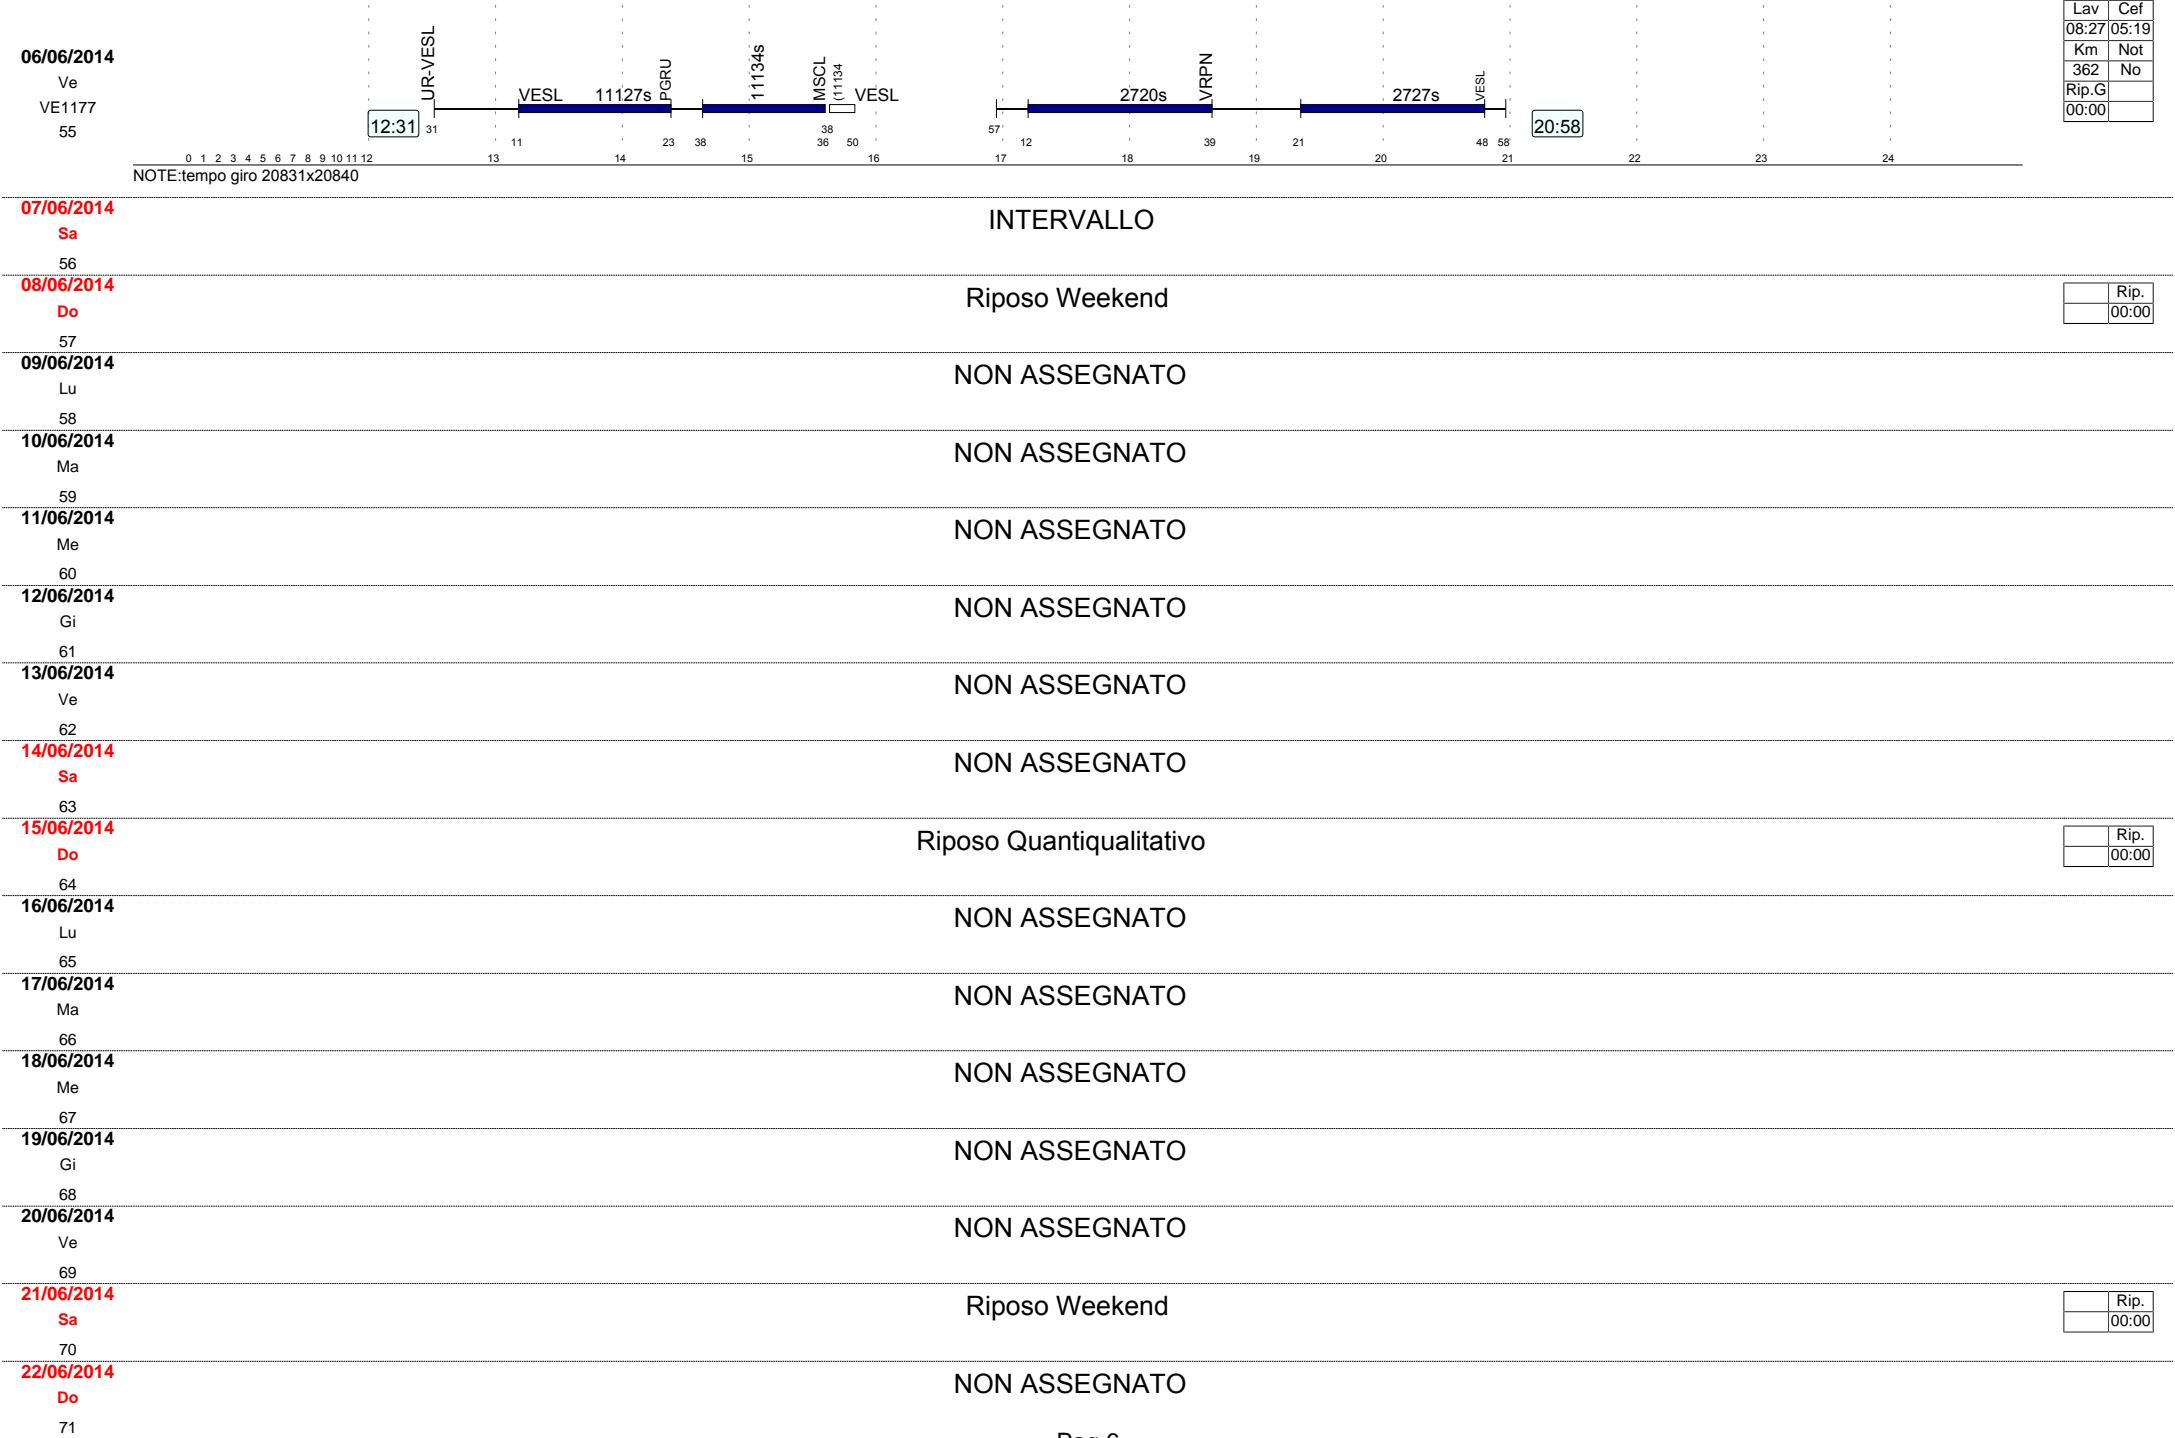 Lav Cef
08:27 05:19
Km Not
362 No
Rip.G
00:00
06/06/2014
Ve
VE1177
55
12:31
UR-VESL
VESL 11127s PGRU 11134s MSCL (11134 VESL 2720s VRPN 2727s VESL
20:58
31 11 23 38 36 38 50 57 12 39 21 48 58
0 1 2 3 4 5 6 7 8 9 10 11 12 13 14 15 16 17 18 19 20 21 22 23 24
NOTE:tempo giro 20831x20840
07/06/2014
Sa
56
INTERVALLO
08/06/2014
Do
57
Riposo Weekend
Rip.
00:00
09/06/2014
Lu
58
NON ASSEGNATO
10/06/2014
Ma
59
NON ASSEGNATO
11/06/2014
Me
60
NON ASSEGNATO
12/06/2014
Gi
61
NON ASSEGNATO
13/06/2014
Ve
62
NON ASSEGNATO
14/06/2014
Sa
63
NON ASSEGNATO
15/06/2014
Do
64
Riposo Quantiqualitativo
Rip.
00:00
16/06/2014
Lu
65
NON ASSEGNATO
17/06/2014
Ma
66
NON ASSEGNATO
18/06/2014
Me
67
NON ASSEGNATO
19/06/2014
Gi
68
NON ASSEGNATO
20/06/2014
Ve
69
NON ASSEGNATO
21/06/2014
Sa
70
Riposo Weekend
Rip.
00:00
22/06/2014
Do
71
NON ASSEGNATO